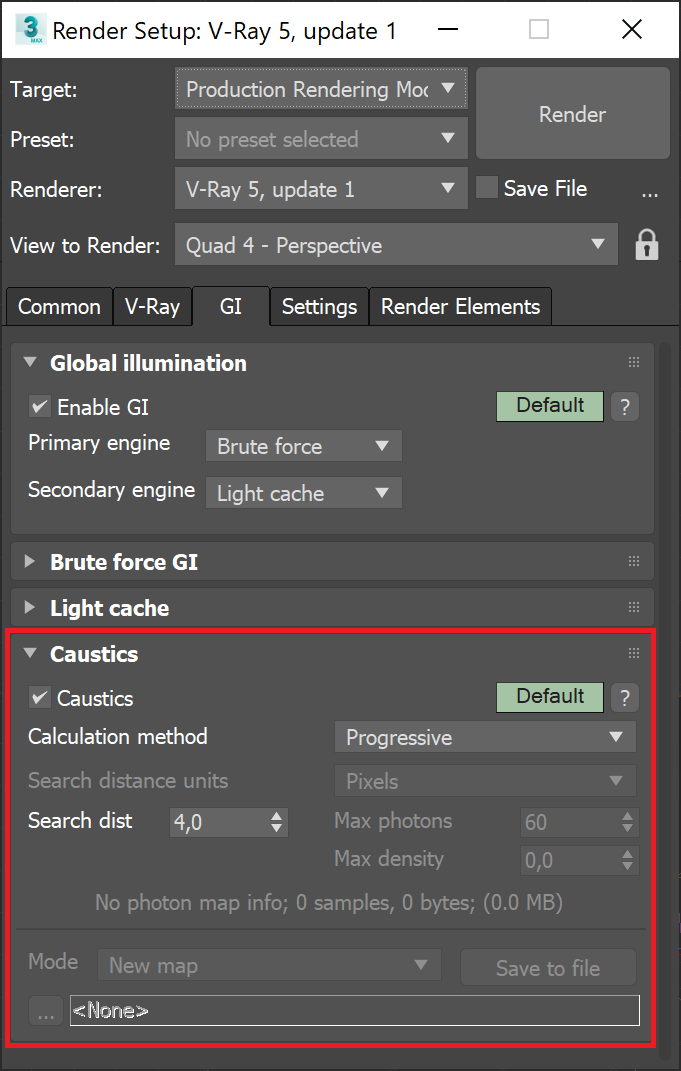 3 MAX Render Setup: V-Ray 5, update 1
Target: Production Rendering Moc
Render
Preset: No preset selected
Renderer: V-Ray 5, update 1 Save File ...
View to Render: Quad 4 - Perspective
Common V-Ray GI Settings Render Elements
Global illumination
Enable GI Default ?
Primary engine Brute force
Secondary engine Light cache
Brute force GI
Light cache
Caustics
Caustics Default ?
Calculation method Progressive
Search distance units Pixels
Search dist 4,0 Max photons 60
Max density 0,0
No photon map info; 0 samples, 0 bytes; (0.0 MB)
Mode New map Save to file
... <None>